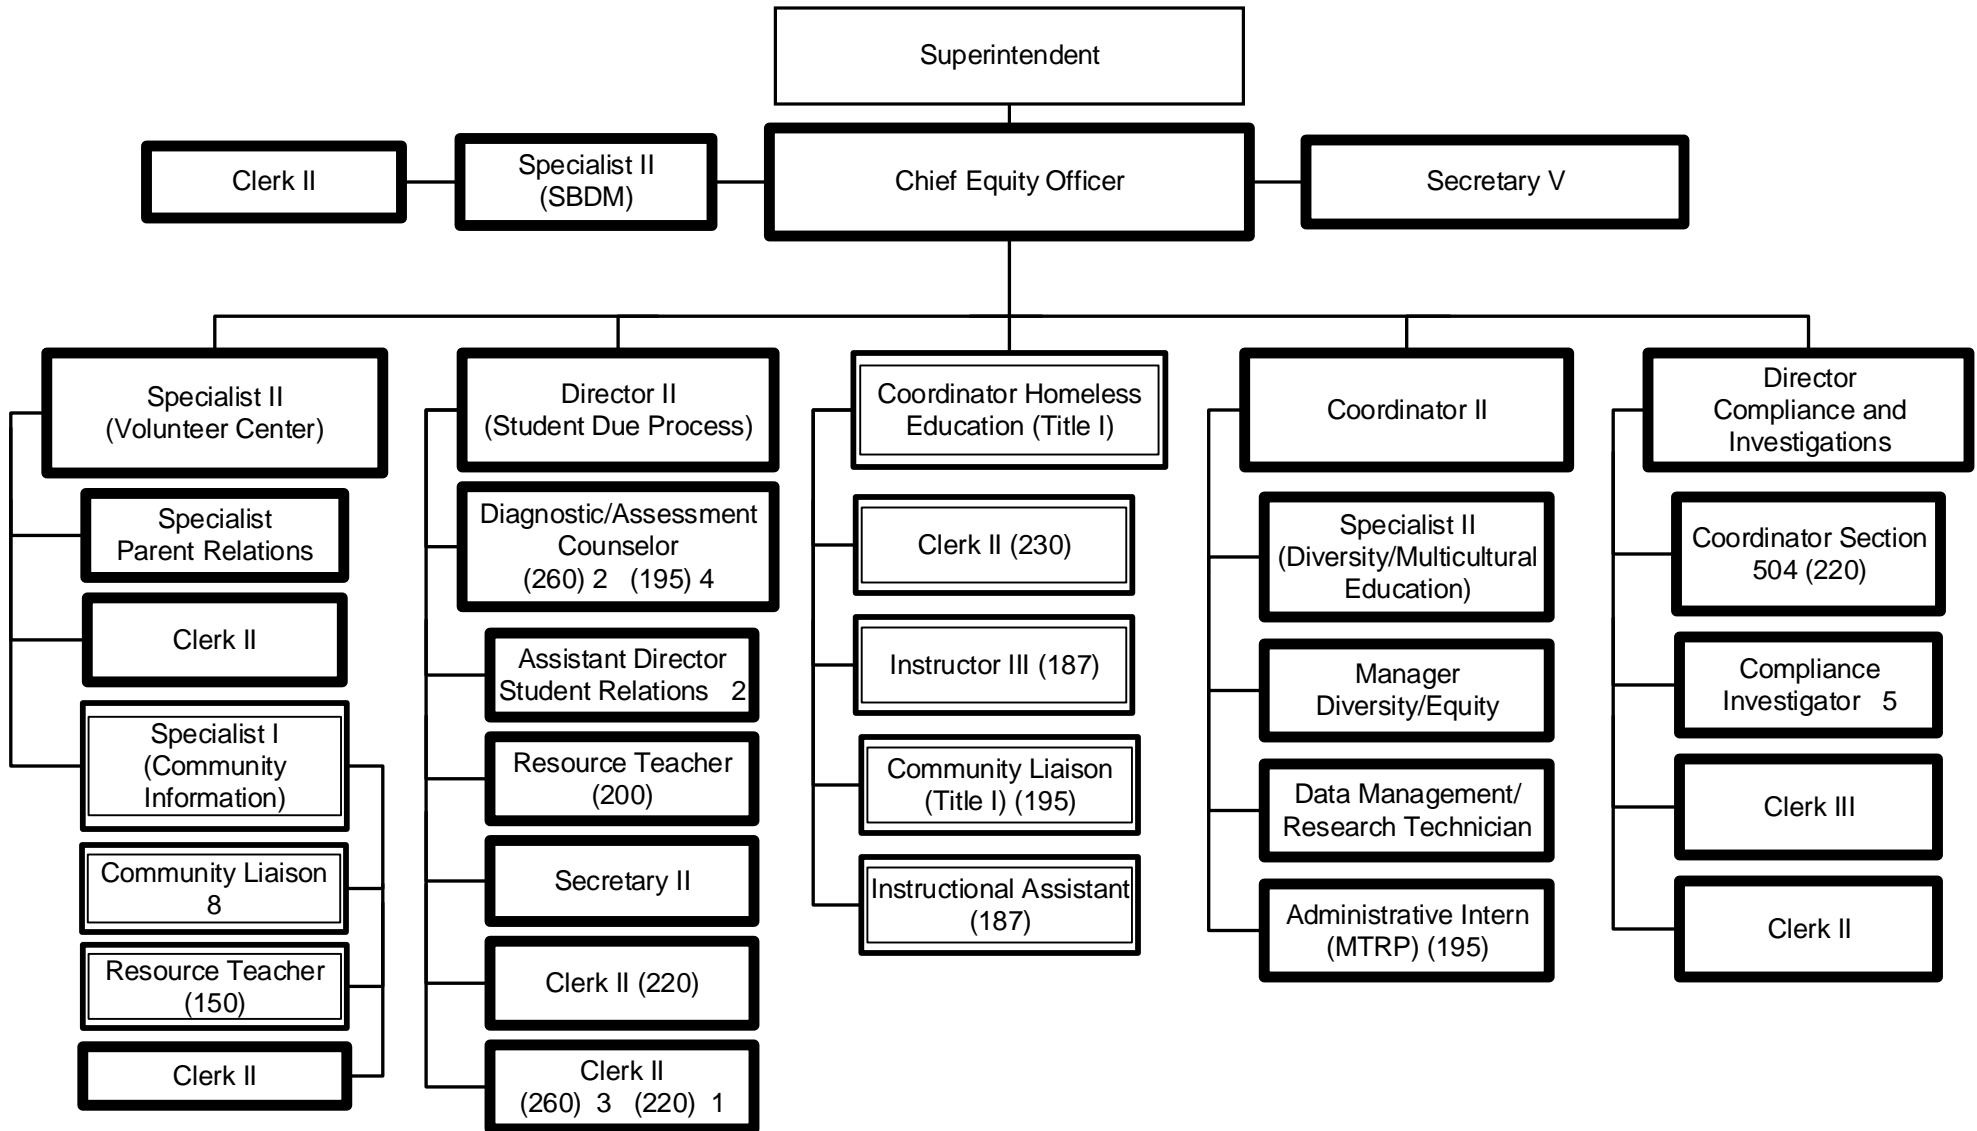 Superintendent
Clerk II
Specialist II
(SBDM)
Chief Equity Officer
Secretary V
Specialist II
(Volunteer Center)
Specialist
Parent Relations
Clerk II
Specialist I
(Community
Information)
Community Liaison
8
Resource Teacher
(150)
Clerk II
Director II
(Student Due Process)
Diagnostic/Assessment
Counselor
(260) 2 (195) 4
Assistant Director
Student Relations 2
Resource Teacher
(200)
Secretary II
Clerk II (220)
Clerk II
(260) 3 (220) 1
Coordinator Homeless
Education (Title I)
Clerk II (230)
Instructor III (187)
Community Liaison
(Title I) (195)
Instructional Assistant
(187)
Coordinator II
Specialist II
(Diversity/Multicultural
Education)
Manager
Diversity/Equity
Data Management/
Research Technician
Administrative Intern
(MTRP) (195)
Director
Compliance and
Investigations
Coordinator Section
504 (220)
Compliance
Investigator 5
Clerk III
Clerk II